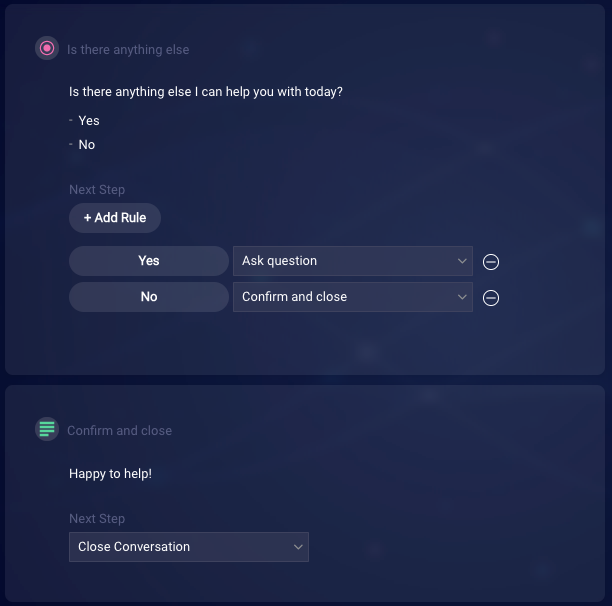 Is there anything else
Is there anything else I can help you with today?
- Yes
- No
Next Step
+ Add Rule
Yes Ask question
No Confirm and close
Confirm and close
Happy to help!
Next Step
Close Conversation